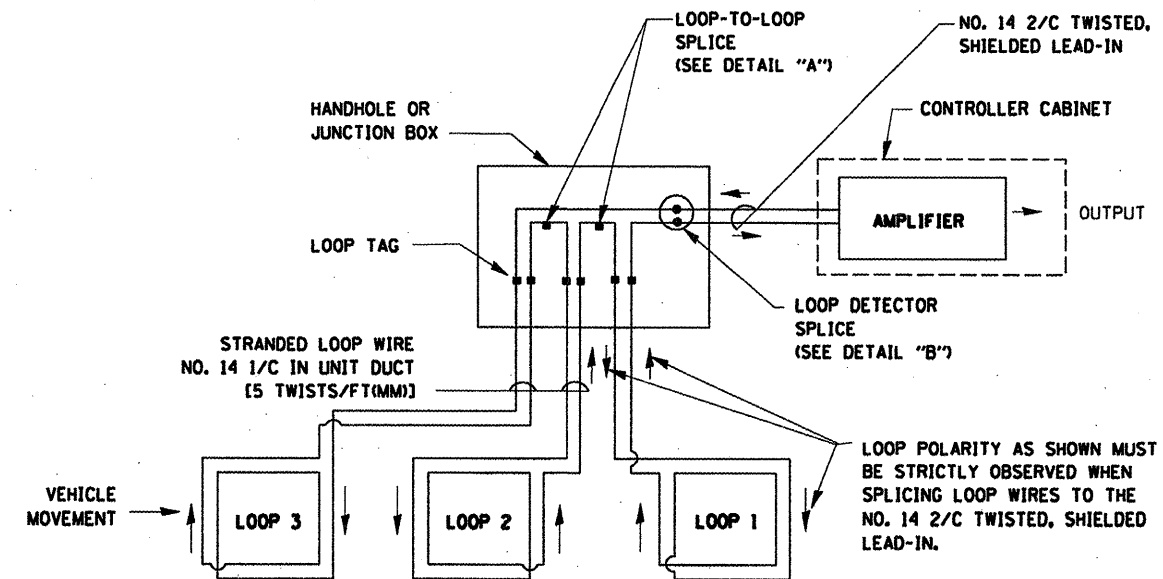 LOOP-TO-LOOP
SPLICE
(SEE DETAIL "A")
NO. 14 2/C TWISTED,
SHIELDED LEAD-IN
HANDHOLE OR
JUNCTION BOX
CONTROLLER CABINET
AMPLIFIER
OUTPUT
LOOP TAG
LOOP DETECTOR
SPLICE
(SEE DETAIL "B")
STRANDED LOOP WIRE
NO. 14 1/C IN UNIT DUCT
[5 TWISTS/FT(MM)]
LOOP POLARITY AS SHOWN MUST
BE STRICTLY OBSERVED WHEN
SPLICING LOOP WIRES TO THE
NO. 14 2/C TWISTED, SHIELDED
LEAD-IN.
VEHICLE
MOVEMENT
LOOP 3
LOOP 2
LOOP 1